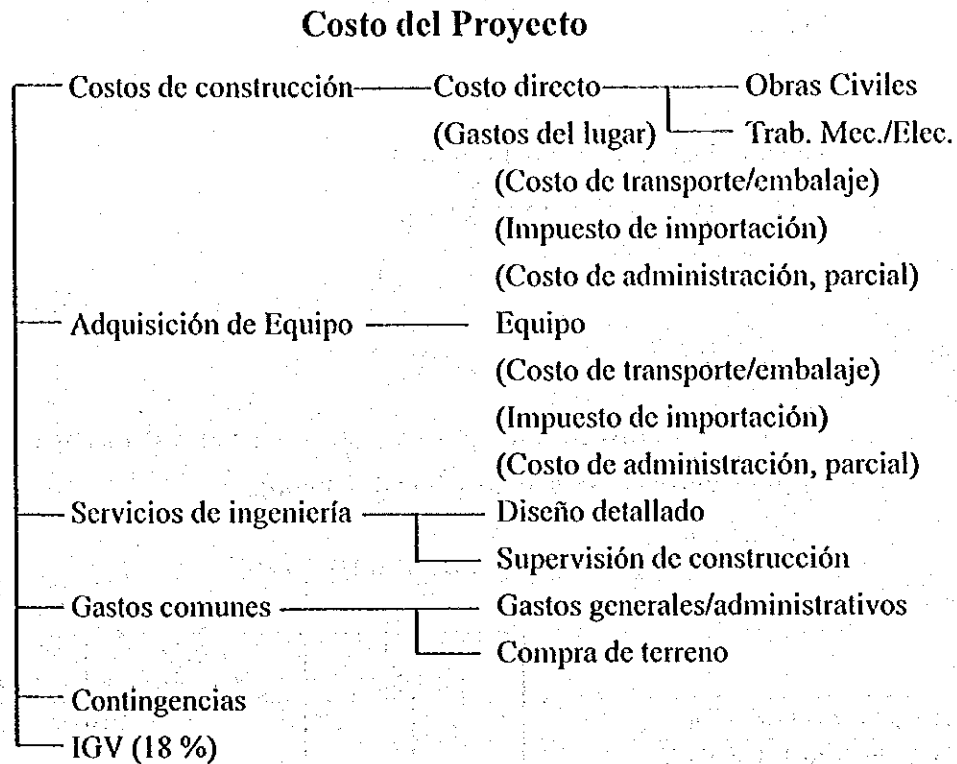 Costo del Proyecto
Costos de construcción Costo directo Obras Civiles
(Gastos del lugar) Trab. Mec./Elec.
(Costo de transporte/embalaje)
(Impuesto de importación)
(Costo de administración, parcial)
Adquisición de Equipo Equipo
(Costo de transporte/embalaje)
(Impuesto de importación)
(Costo de administración, parcial)
Servicios de ingeniería Diseño detallado
Supervisión de construcción
Gastos comunes Gastos generales/administrativos
Compra de terreno
Contingencias
IGV (18 %)